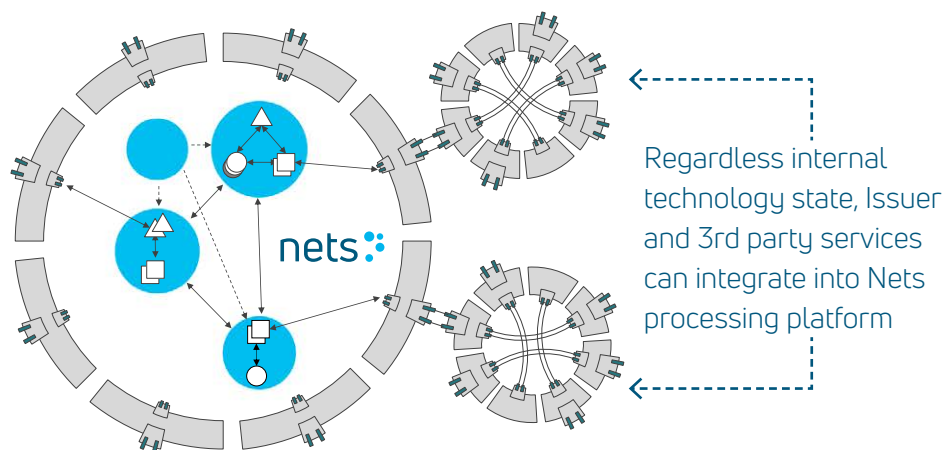 nets
Regardless internal
technology state, Issuer
and 3rd party services
can integrate into Nets
processing platform